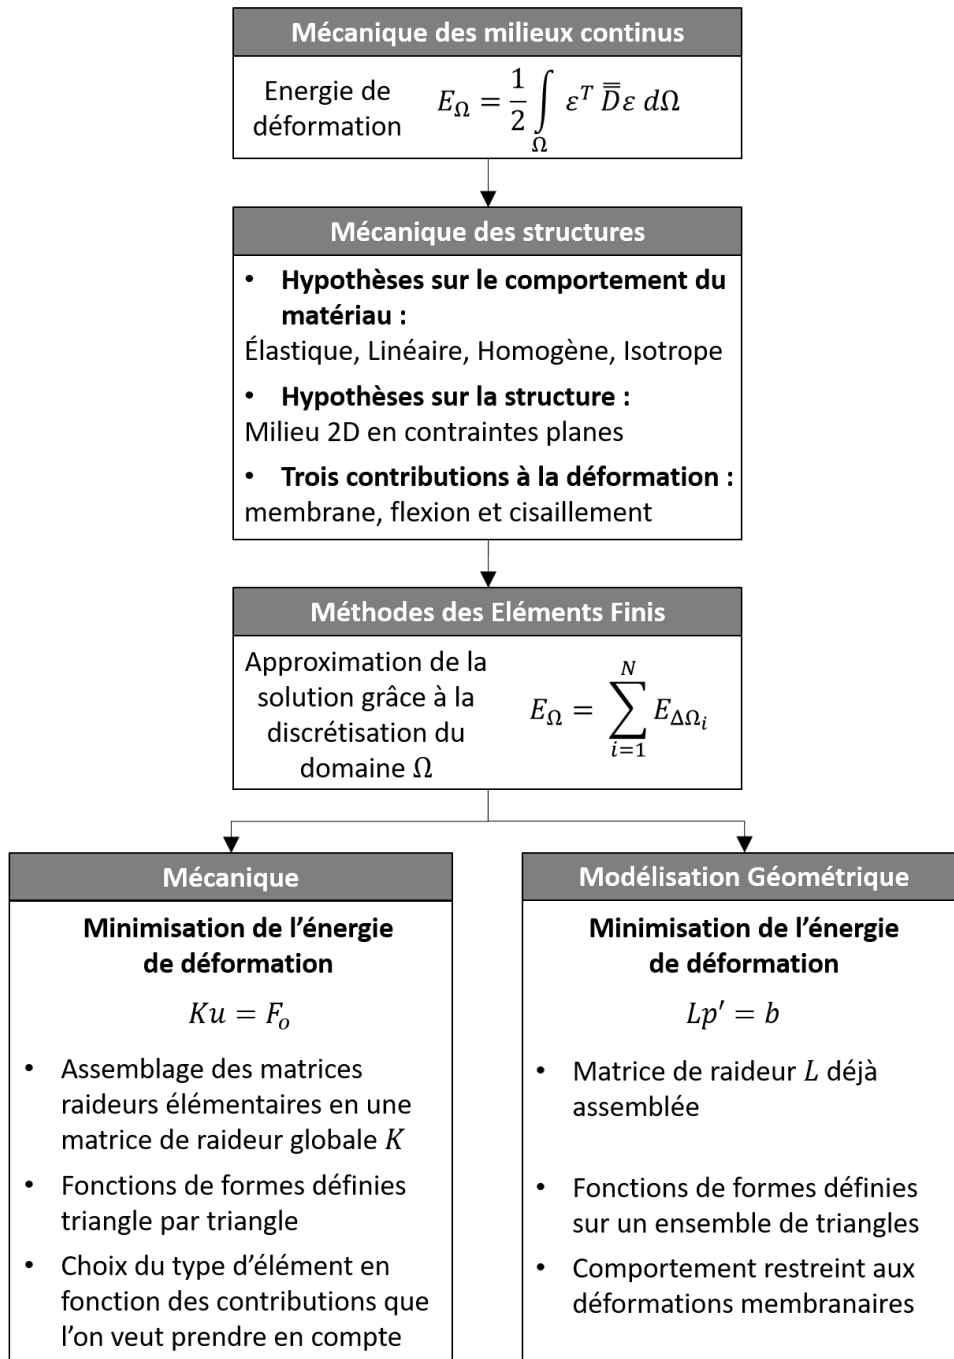 Mécanique des milieux continus
Energie de
déformation
E_Ω = 1/2 ∫_Ω ε^T D̿ε dΩ
Mécanique des structures
• Hypothèses sur le comportement du
matériau :
Élastique, Linéaire, Homogène, Isotrope
• Hypothèses sur la structure :
Milieu 2D en contraintes planes
• Trois contributions à la déformation :
membrane, flexion et cisaillement
Méthodes des Eléments Finis
Approximation de la
solution grâce à la
discrétisation du
domaine Ω
E_Ω = ∑_{i=1}^{N} E_{ΔΩ_i}
Mécanique
Minimisation de l’énergie
de déformation
Ku = F_o
• Assemblage des matrices
raideurs élémentaires en une
matrice de raideur globale K
• Fonctions de formes définies
triangle par triangle
• Choix du type d’élément en
fonction des contributions que
l’on veut prendre en compte
Modélisation Géométrique
Minimisation de l’énergie
de déformation
Lp′ = b
• Matrice de raideur L déjà
assemblée
• Fonctions de formes définies
sur un ensemble de triangles
• Comportement restreint aux
déformations membranaires